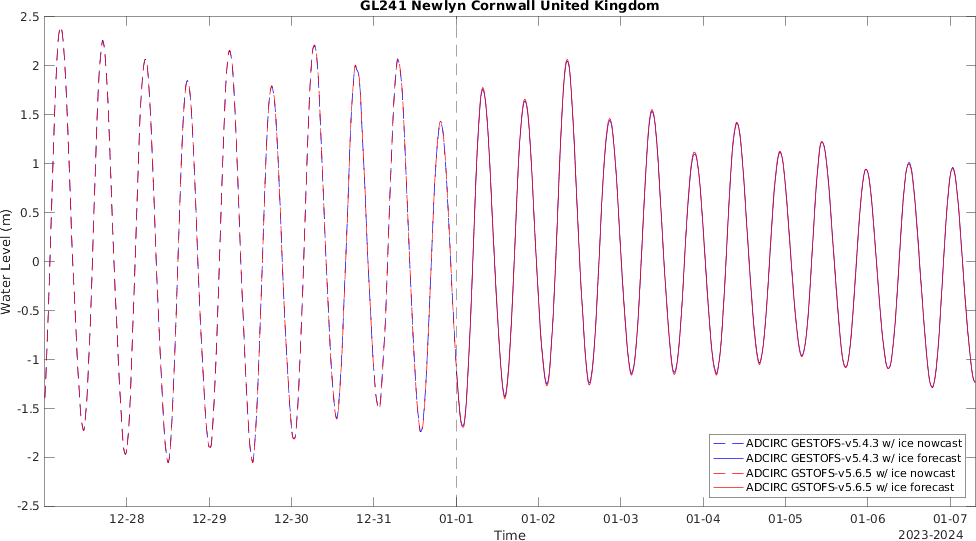 GL241 Newlyn Cornwall United Kingdom
2.5
2
1.5
1
0.5
0
-0.5
-1
-1.5
-2
-2.5
Water Level (m)
ADCIRC GESTOFS-v5.4.3 w/ ice nowcast
ADCIRC GESTOFS-v5.4.3 w/ ice forecast
ADCIRC GSTOFS-v5.6.5 w/ ice nowcast
ADCIRC GSTOFS-v5.6.5 w/ ice forecast
12-28 12-29 12-30 12-31 01-01 01-02 01-03 01-04 01-05 01-06 01-07
Time
2023-2024